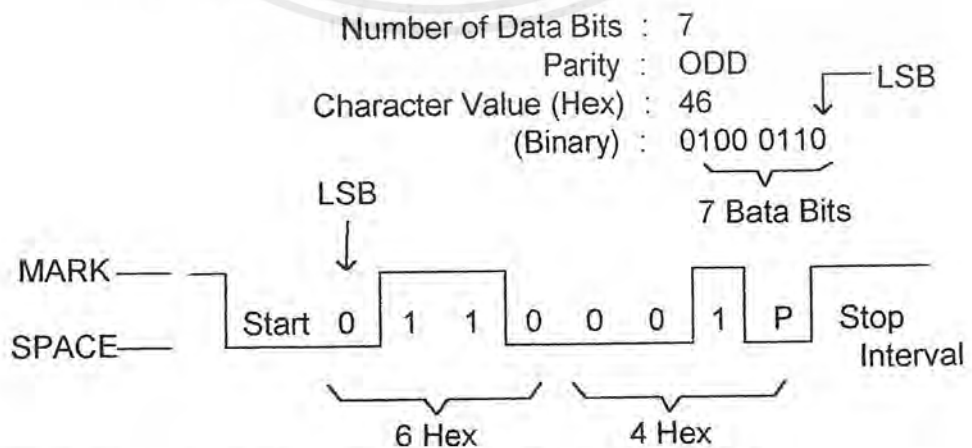 Number of Data Bits : 7
Parity : ODD
LSB
Character Value (Hex) : 46
(Binary) : 0100 0110
7 Bata Bits
LSB
MARK
Start 0 1 1 0 0 0 1 P Stop
SPACE
Interval
6 Hex 4 Hex